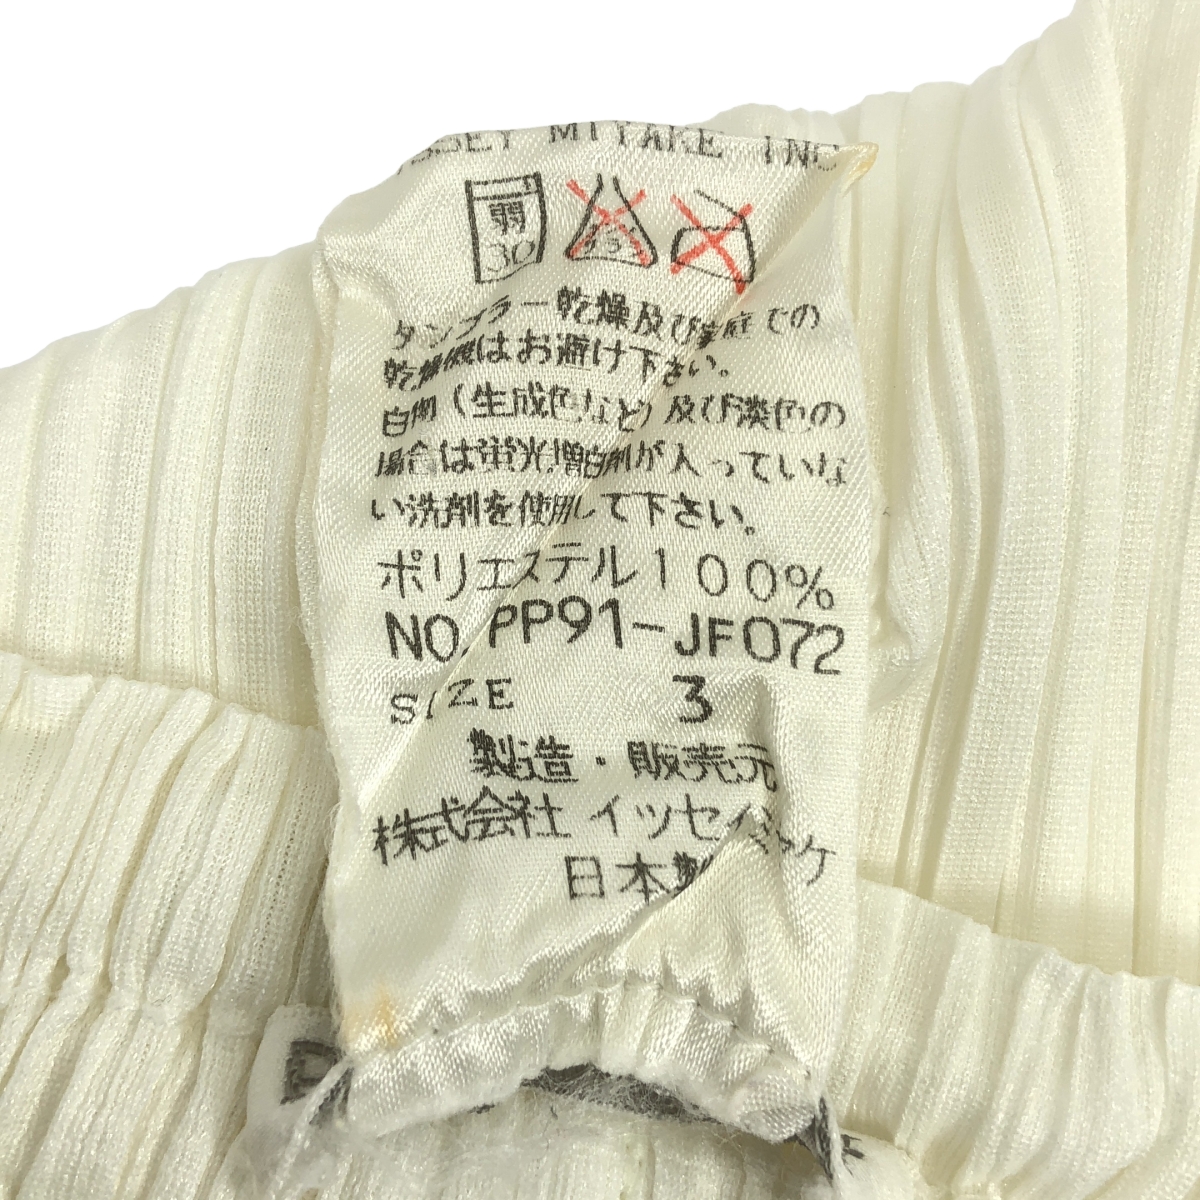 ISSEY MIYAKE INC
弱
30
タンブラー乾燥及び家庭での
乾燥機はお避け下さい。
白物(生成色など)及び淡色の
場合は蛍光増白剤が入っていな
い洗剤を使用して下さい。
ポリエステル100%
NO.PP91-JF072
SIZE 3
製造・販売元
株式会社イッセイミヤケ
日本製